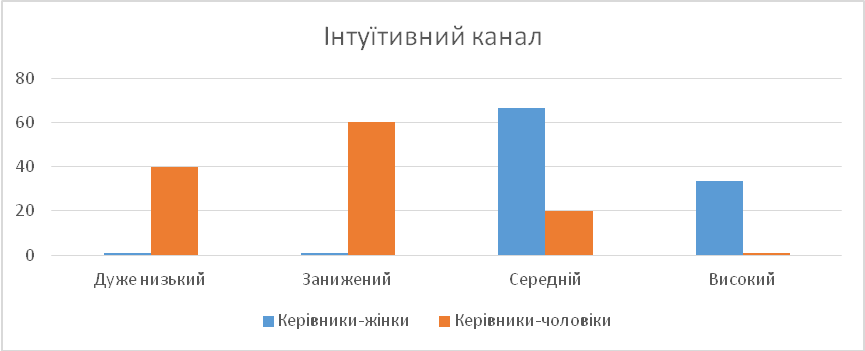 Інтуїтивний канал
80
60
40
20
0
Дуже низький Занижений Середній Високий
Керівники-жінки Керівники-чоловіки